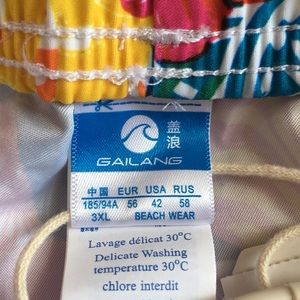 盖
浪
GAILANG
中国 EUR USA RUS
185/94A 56 42 58
3XL BEACH WEAR
Lavage délicat 30°C
Delicate Washing
temperature 30°C
chlore interdit